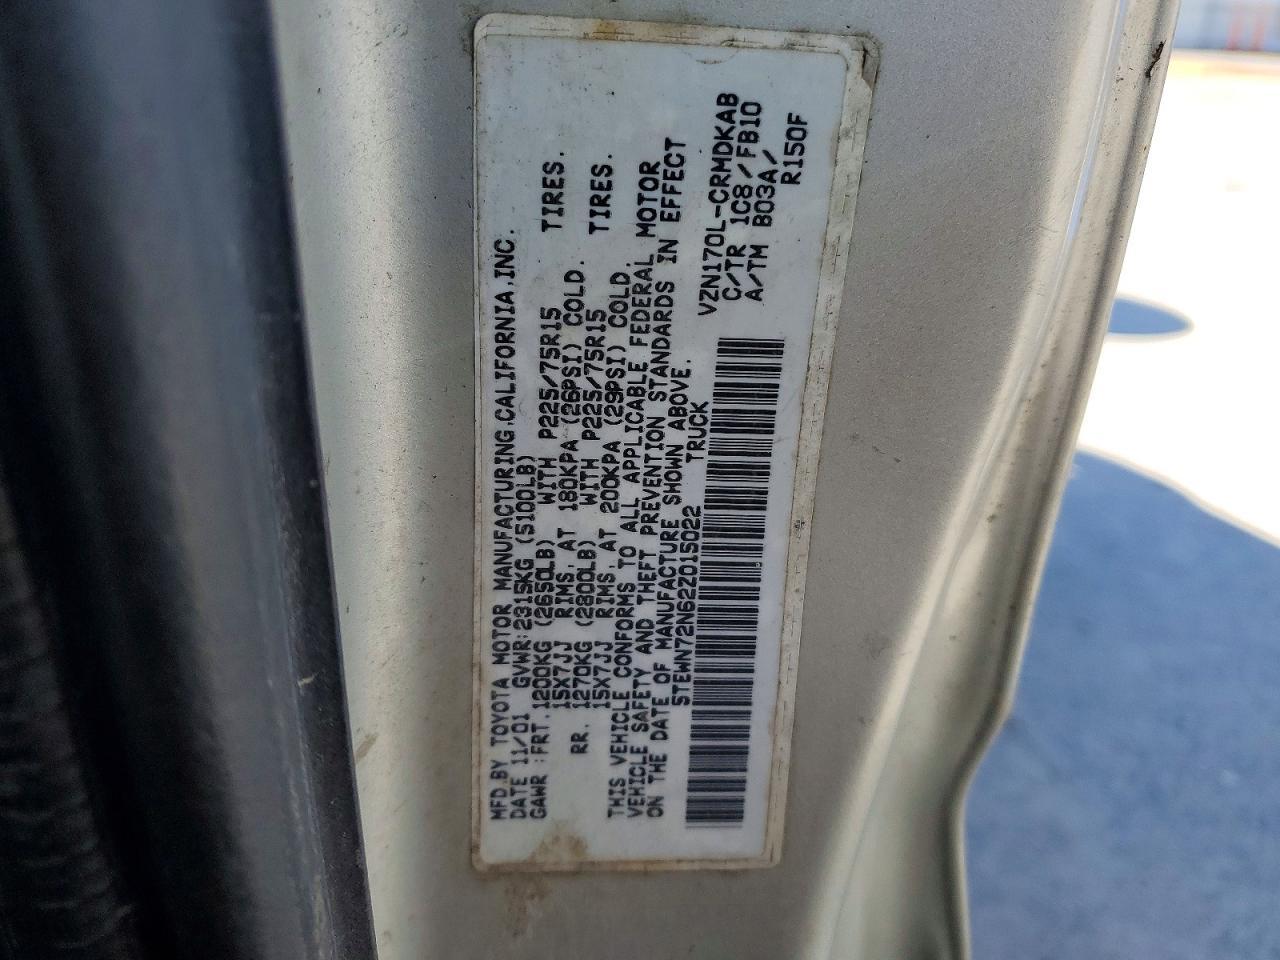 MFD.BY TOYOTA MOTOR MANUFACTURING,CALIFORNIA,INC.
DATE 11/01 GVWR:2315KG (5100LB)
GAWR :FRT.1200KG (2650LB) WITH P225/75R15 TIRES.
15X7JJ RIMS,AT 180KPA (26PSI) COLD.
RR. 1270KG (2800LB) WITH P225/75R15 TIRES.
15X7JJ RIMS,AT 200KPA (29PSI) COLD.
THIS VEHICLE CONFORMS TO ALL APPLICABLE FEDERAL MOTOR
VEHICLE SAFETY AND THEFT PREVENTION STANDARDS IN EFFECT
ON THE DATE OF MANUFACTURE SHOWN ABOVE.
5TEWN72N62Z015022 TRUCK
VZN170L-CRMDKAB
C/TR 1C8/FB10
A/TM B03A/
R150F